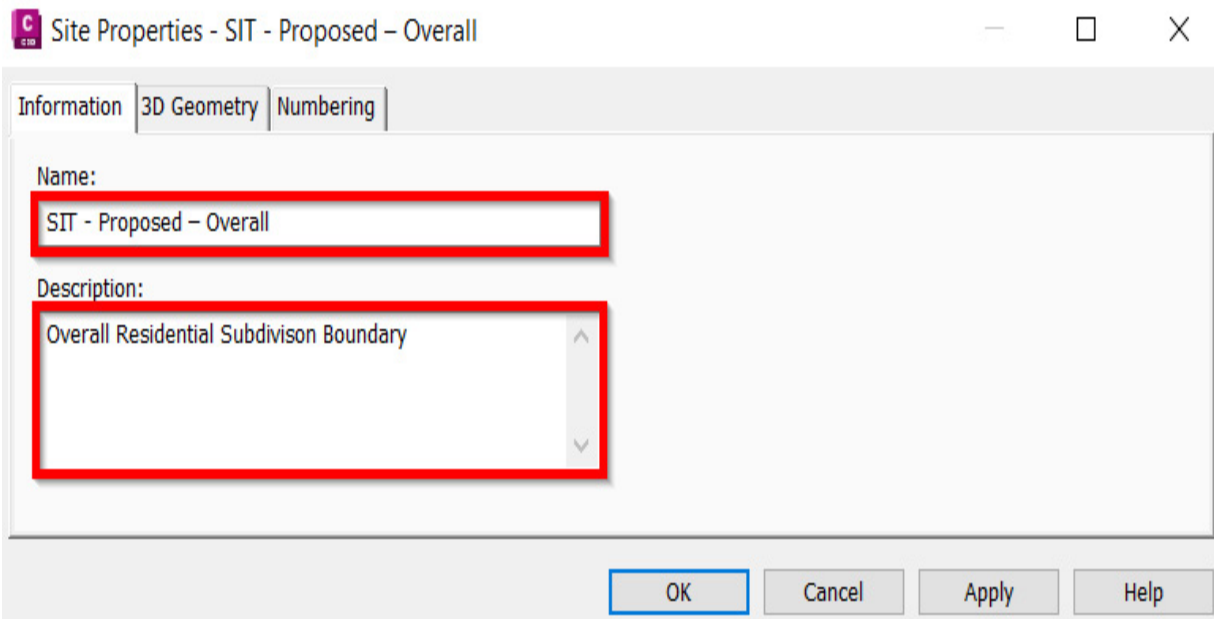 C
C3D
Site Properties - SIT - Proposed – Overall
Information 3D Geometry Numbering
Name:
SIT - Proposed – Overall
Description:
Overall Residential Subdivison Boundary
OK Cancel Apply Help